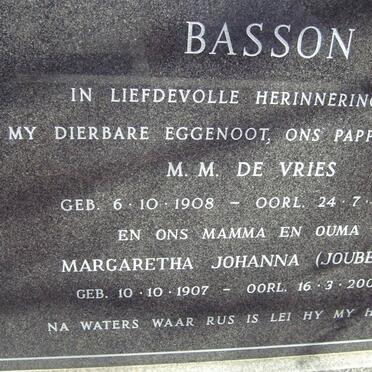 BASSON
IN LIEFDEVOLLE HERINNERIN
MY DIERBARE EGGENOOT, ONS PAPP
M. M. DE VRIES
GEB. 6 · 10 · 1908 – OORL. 24 · 7 ·
EN ONS MAMMA EN OUMA
MARGARETHA JOHANNA (JOUBE
GEB. 10 · 10 · 1907 – OORL. 16 · 3 · 200
NA WATERS WAAR RUS IS LEI HY MY H